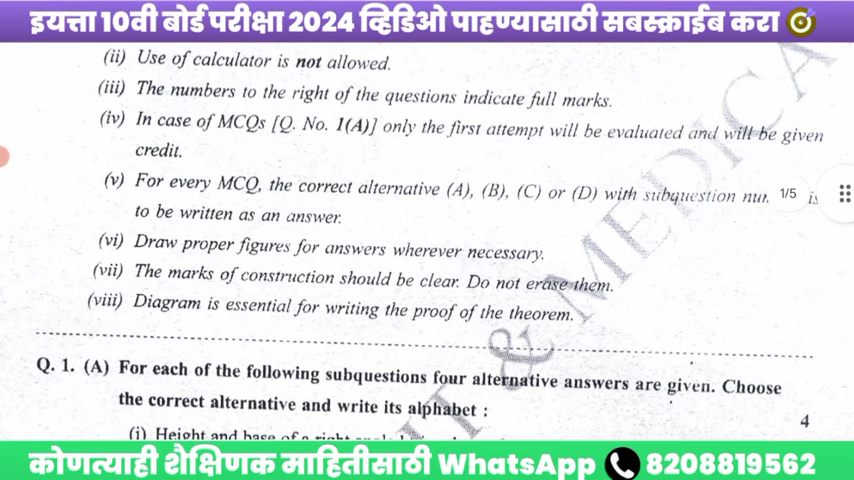 इयत्ता 10वी बोर्ड परीक्षा 2024 व्हिडिओ पाहण्यासाठी सबस्क्राईब करा
(ii) Use of calculator is not allowed.
(iii) The numbers to the right of the questions indicate full marks.
(iv) In case of MCQs [Q. No. 1(A)] only the first attempt will be evaluated and will be given
credit.
(v) For every MCQ, the correct alternative (A), (B), (C) or (D) with subquestion is
1/5
to be written as an answer.
(vi) Draw proper figures for answers wherever necessary.
(vii) The marks of construction should be clear. Do not erase them.
(viii) Diagram is essential for writing the proof of the theorem.
Q. 1. (A) For each of the following subquestions four alternative answers are given. Choose
the correct alternative and write its alphabet :
4
(i) Height and base of a right
& MEDICA
कोणत्याही शैक्षिणक माहितीसाठी WhatsApp 8208819562